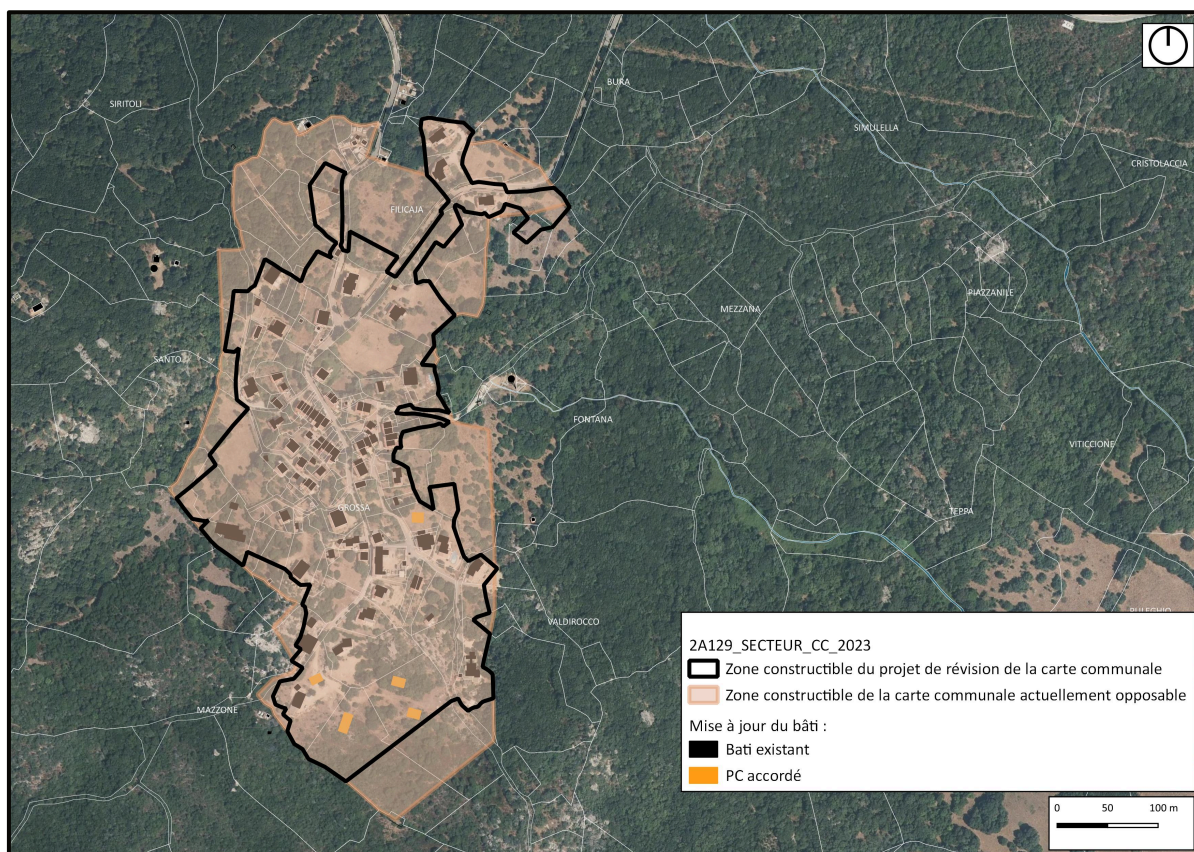 BURA
SIRITOLI
SIMULELLA
CRISTOLACCIA
FILICAJA
PIAZZANILE
MEZZANA
SANTO
FONTANA
VITICCIONE
GROSSA
TEPPA
PULEGHIO
VALDIROCCO
MAZZONE
2A129_SECTEUR_CC_2023
Zone constructible du projet de révision de la carte communale
Zone constructible de la carte communale actuellement opposable
Mise à jour du bâti :
Bati existant
PC accordé
0 50 100 m